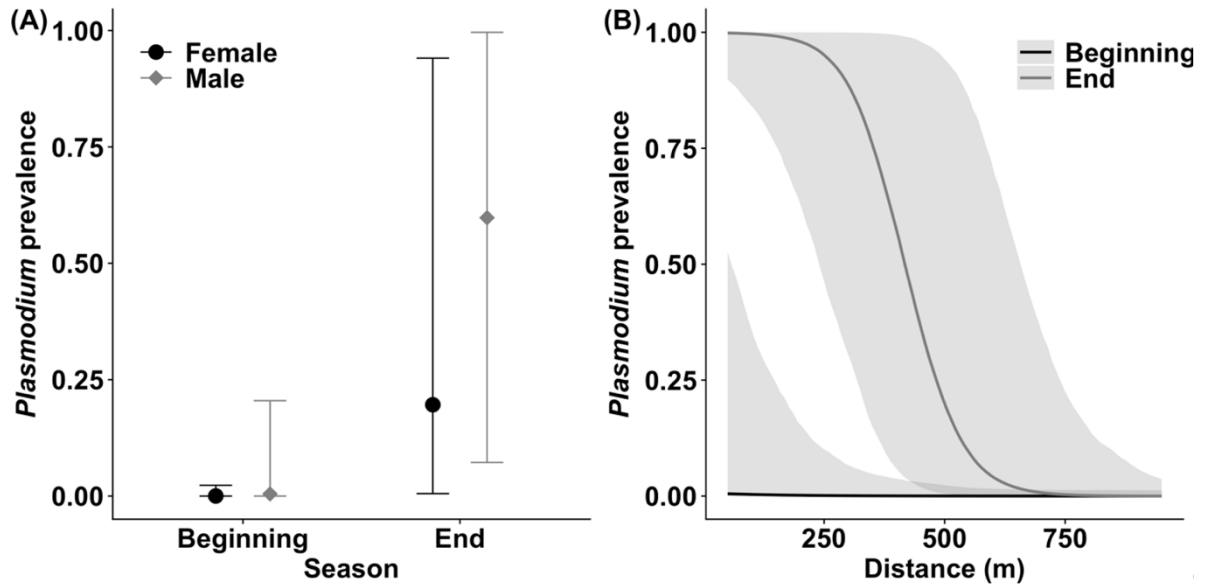 (A)
1.00
0.75
0.50
0.25
0.00
Plasmodium prevalence
Female
Male
Beginning
End
Season
(B)
1.00
0.75
0.50
0.25
0.00
Plasmodium prevalence
Beginning
End
250
500
750
Distance (m)